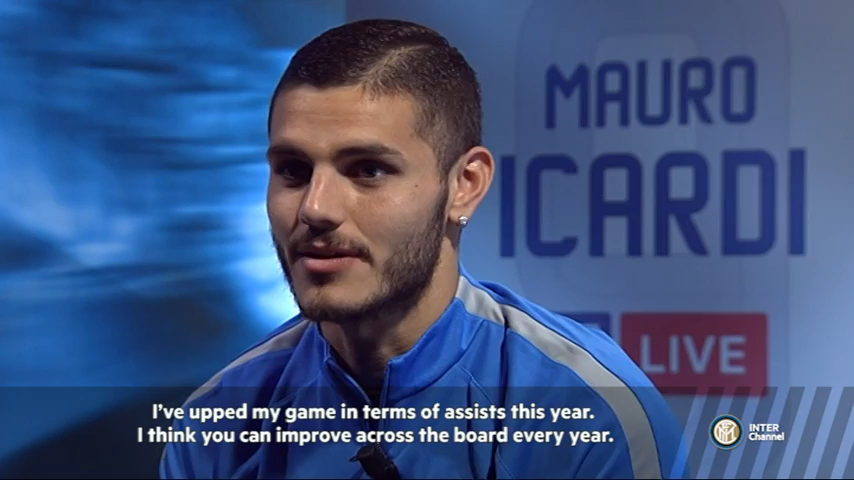 MAURO
ICARDI
LIVE
I've upped my game in terms of assists this year.
I think you can improve across the board every year.
INTER
Channel